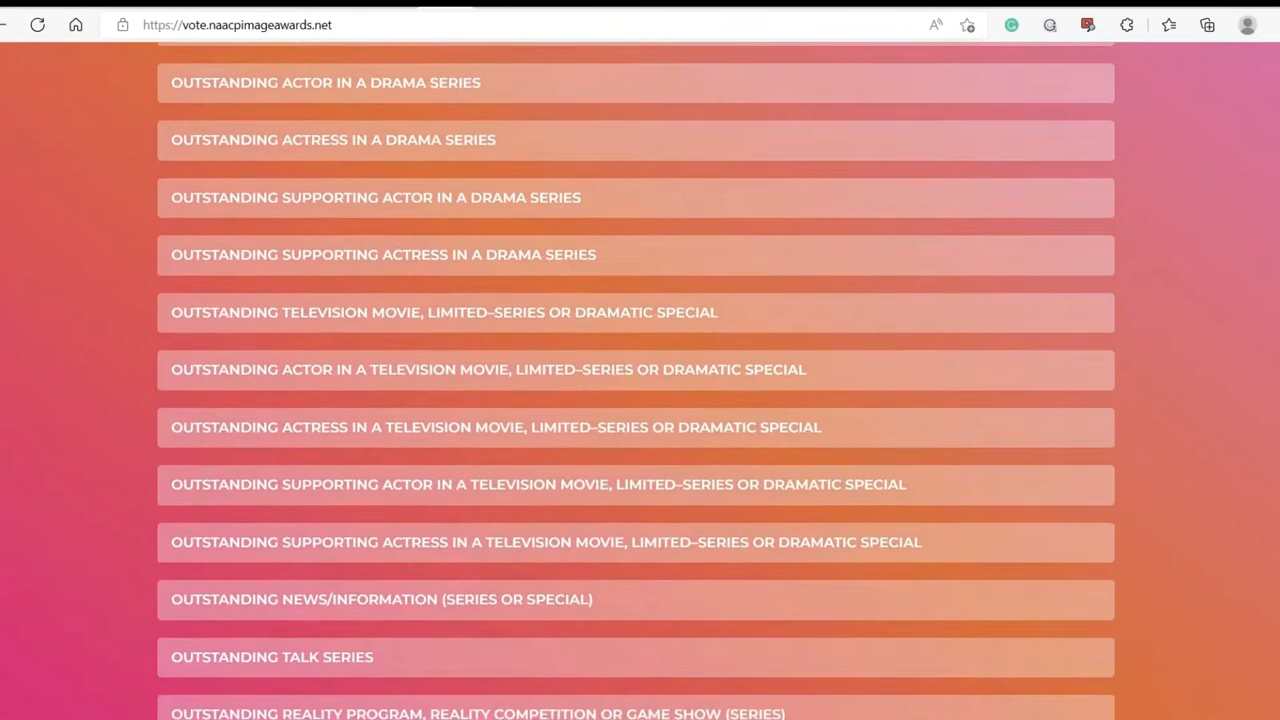 https://vote.naacpimageawards.net
OUTSTANDING ACTOR IN A DRAMA SERIES
OUTSTANDING ACTRESS IN A DRAMA SERIES
OUTSTANDING SUPPORTING ACTOR IN A DRAMA SERIES
OUTSTANDING SUPPORTING ACTRESS IN A DRAMA SERIES
OUTSTANDING TELEVISION MOVIE, LIMITED–SERIES OR DRAMATIC SPECIAL
OUTSTANDING ACTOR IN A TELEVISION MOVIE, LIMITED–SERIES OR DRAMATIC SPECIAL
OUTSTANDING ACTRESS IN A TELEVISION MOVIE, LIMITED–SERIES OR DRAMATIC SPECIAL
OUTSTANDING SUPPORTING ACTOR IN A TELEVISION MOVIE, LIMITED–SERIES OR DRAMATIC SPECIAL
OUTSTANDING SUPPORTING ACTRESS IN A TELEVISION MOVIE, LIMITED–SERIES OR DRAMATIC SPECIAL
OUTSTANDING NEWS/INFORMATION (SERIES OR SPECIAL)
OUTSTANDING TALK SERIES
OUTSTANDING REALITY PROGRAM, REALITY COMPETITION OR GAME SHOW (SERIES)